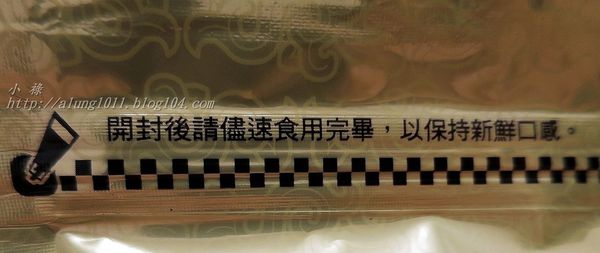 小祿
http://alung1011.blog104.com
開封後請儘速食用完畢，以保持新鮮口感。